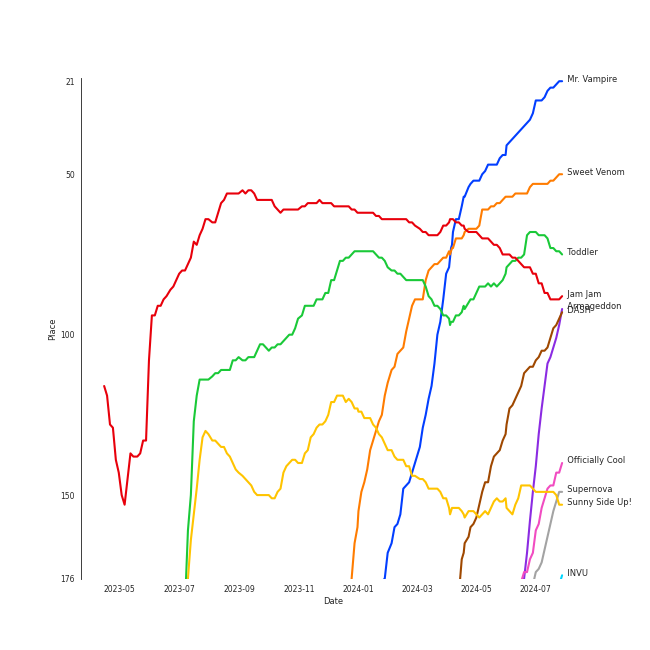 21
50
100
150
176
Place
2023-05
2023-07
2023-09
2023-11
2024-01
2024-03
2024-05
2024-07
Date
Mr. Vampire
Sweet Venom
Toddler
Jam Jam
Armageddon
DASH
Officially Cool
Supernova
Sunny Side Up!
INVU